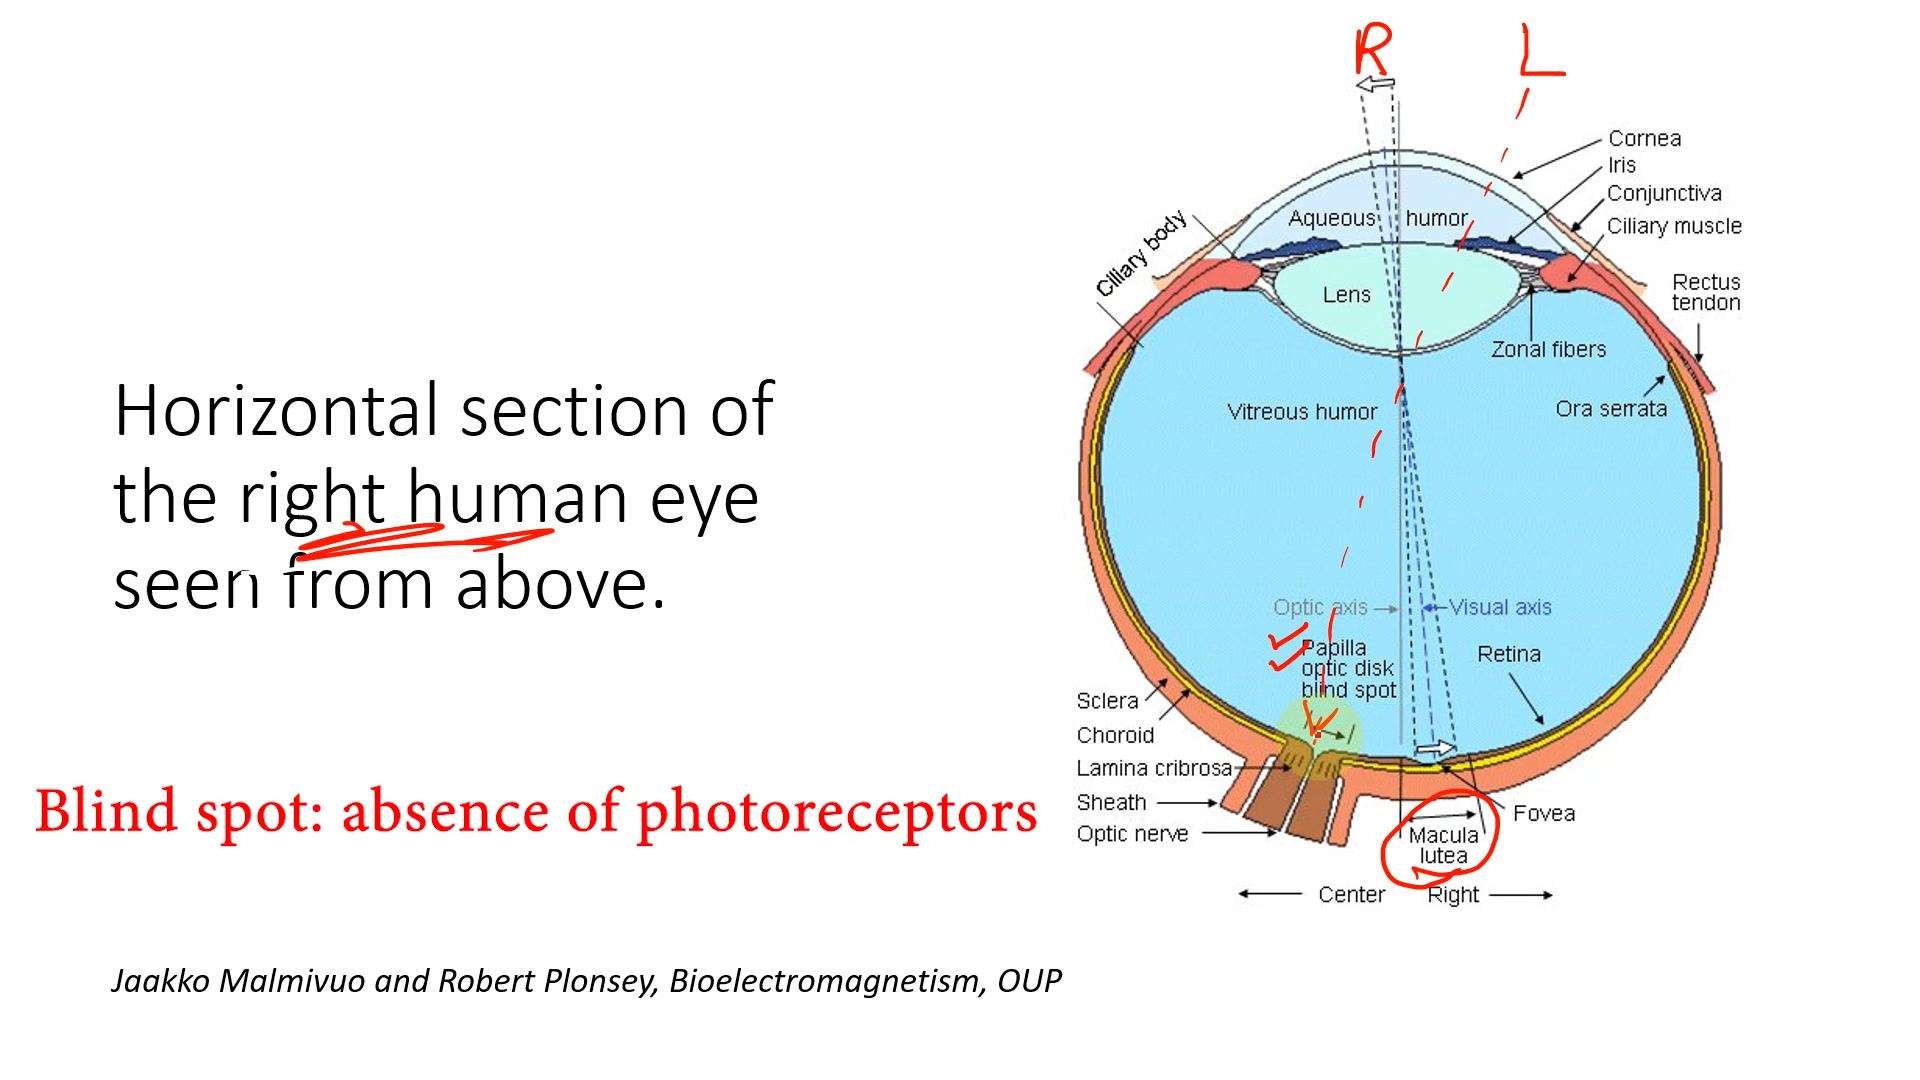 R L
Cornea
Iris
Conjunctiva
Ciliary muscle
Ciliary body
Aqueous humor
Rectus
tendon
Lens
Zonal fibers
Vitreous humor
Ora serrata
Horizontal section of
the right human eye
seen from above.
Optic axis
Visual axis
Papilla
optic disk
blind spot
Retina
Sclera
Choroid
Lamina cribrosa
Sheath
Optic nerve
Fovea
Macula
lutea
Center Right
Blind spot: absence of photoreceptors
Jaakko Malmivuo and Robert Plonsey, Bioelectromagnetism, OUP